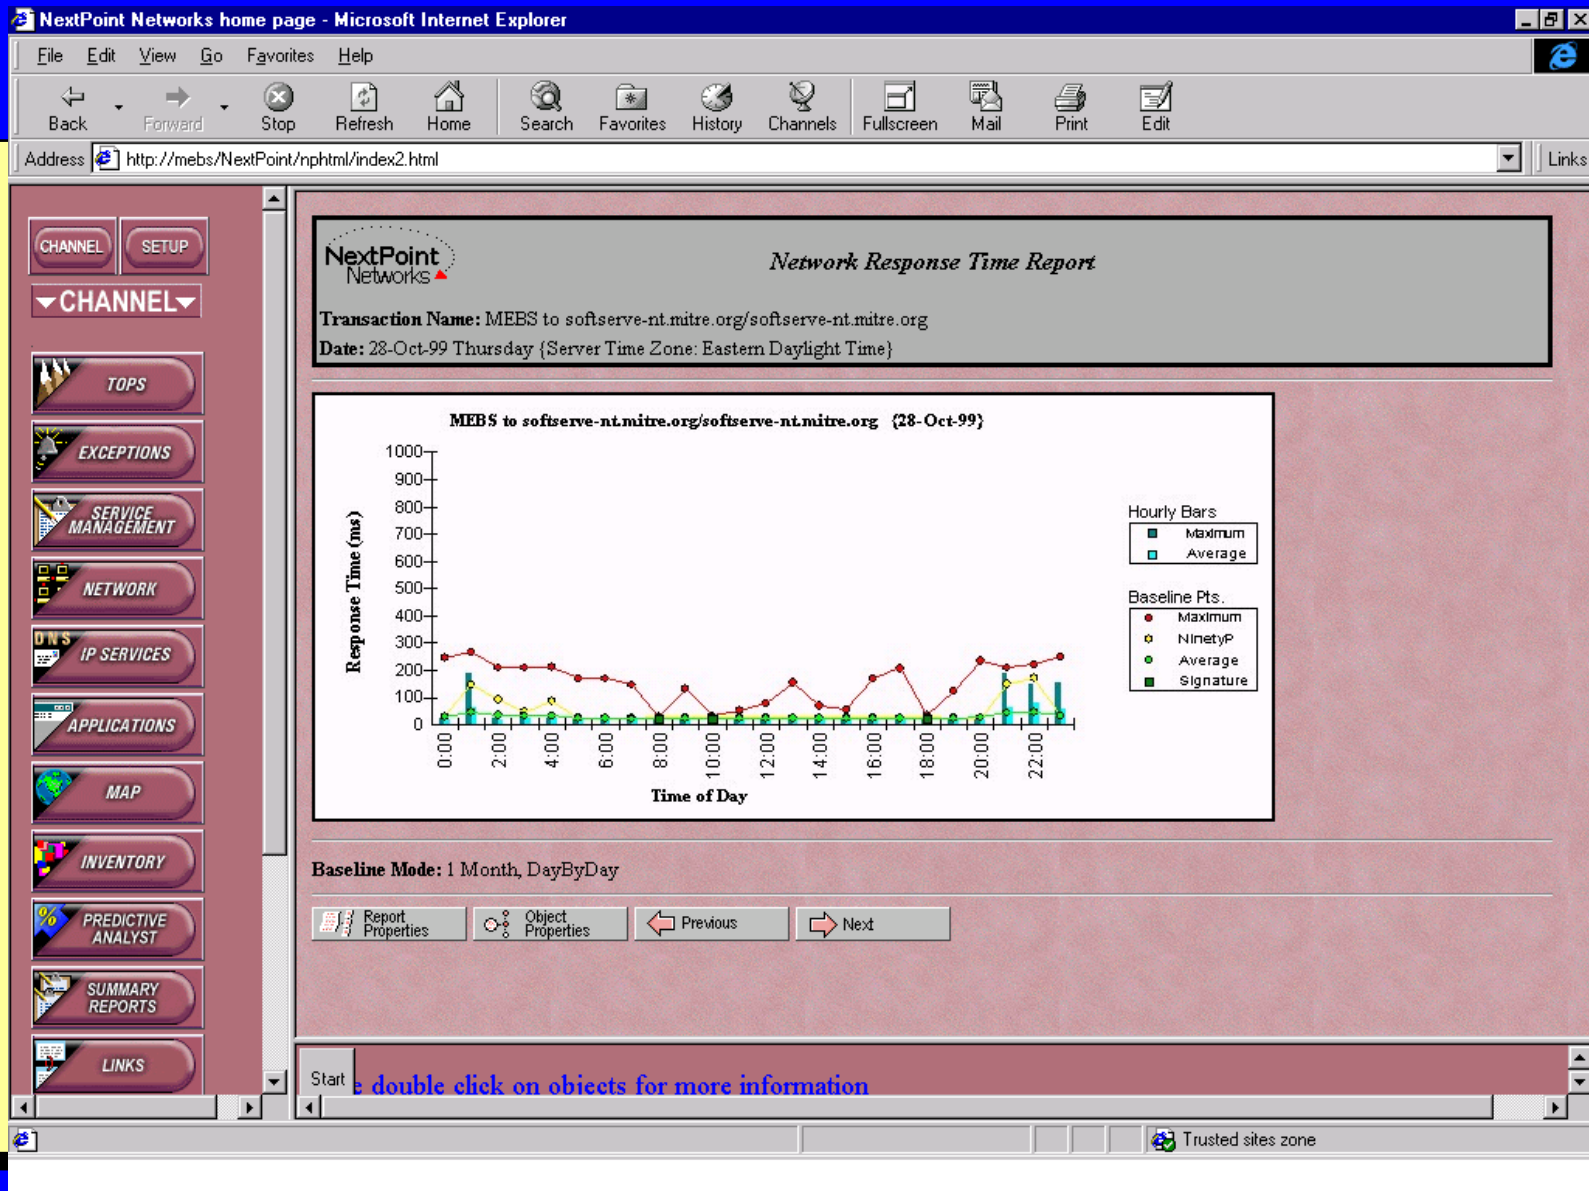 NextPoint Networks home page - Microsoft Internet Explorer
File Edit View Go Favorites Help
Back Forward Stop Refresh Home Search Favorites History Channels Fullscreen Mail Print Edit
Address http://mebs/NextPoint/nphtml/index2.html Links
CHANNEL SETUP
CHANNEL
TOPS
EXCEPTIONS
SERVICE
MANAGEMENT
NETWORK
DNS
IP SERVICES
APPLICATIONS
MAP
INVENTORY
%
PREDICTIVE
ANALYST
SUMMARY
REPORTS
LINKS
NextPoint
Networks
Network Response Time Report
Transaction Name: MEBS to softserve-nt.mitre.org/softserve-nt.mitre.org
Date: 28-Oct-99 Thursday {Server Time Zone: Eastern Daylight Time}
MEBS to softserve-nt.mitre.org/softserve-nt.mitre.org {28-Oct-99}
Response Time (ms)
1000
900
800
700
600
500
400
300
200
100
0
0:00 2:00 4:00 6:00 8:00 10:00 12:00 14:00 16:00 18:00 20:00 22:00
Time of Day
Hourly Bars
Maximum
Average
Baseline Pts.
Maximum
NinetyP
Average
Signature
Baseline Mode: 1 Month, DayByDay
Report
Properties
Object
Properties
Previous
Next
Start
e double click on objects for more information
Trusted sites zone